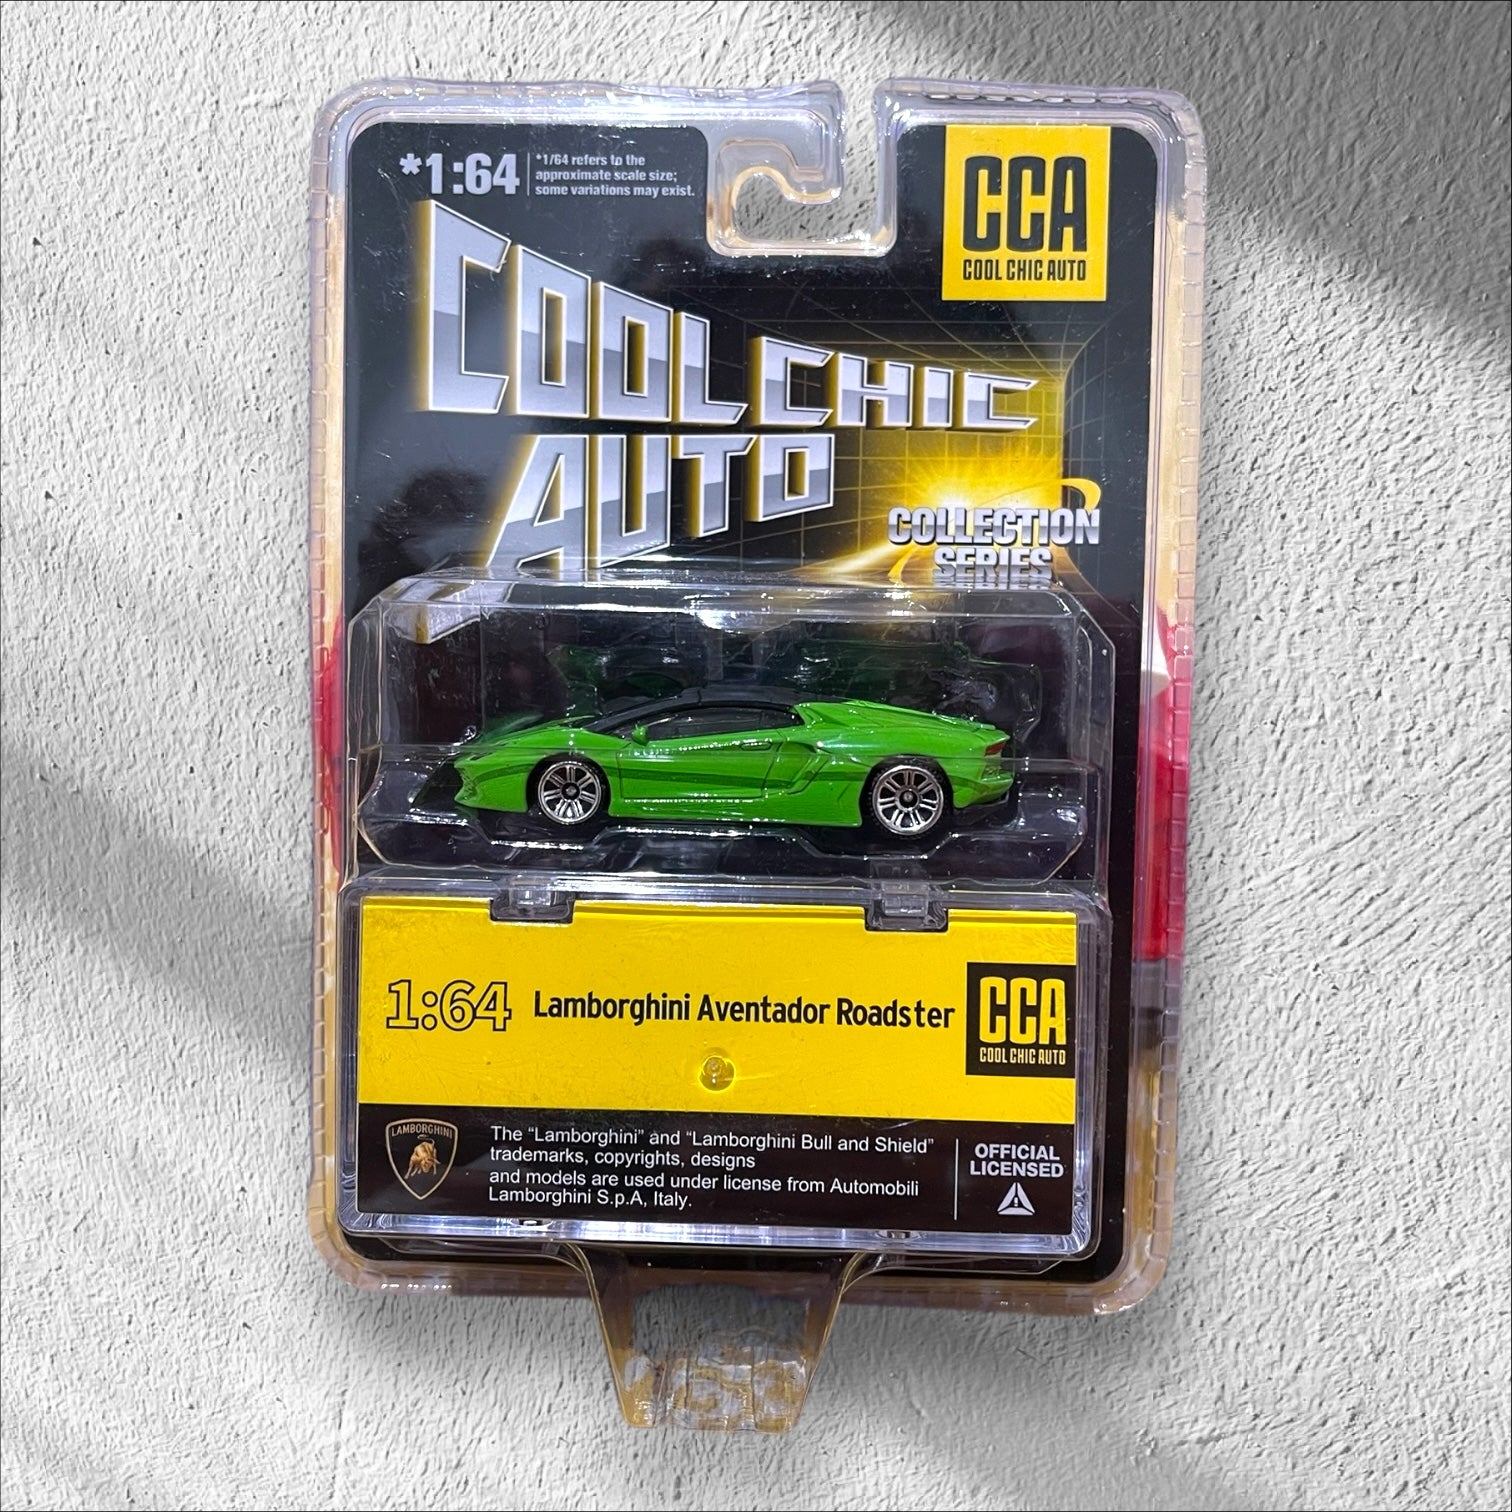 *1:64
*1/64 refers to the
approximate scale size;
some variations may exist.
CCA
COOL CHIC AUTO
COOL CHIC
AUTO
COLLECTION
SERIES
1:64 Lamborghini Aventador Roadster
CCA
COOL CHIC AUTO
LAMBORGHINI
The "Lamborghini" and "Lamborghini Bull and Shield"
trademarks, copyrights, designs
and models are used under license from Automobili
Lamborghini S.p.A, Italy.
OFFICIAL
LICENSED